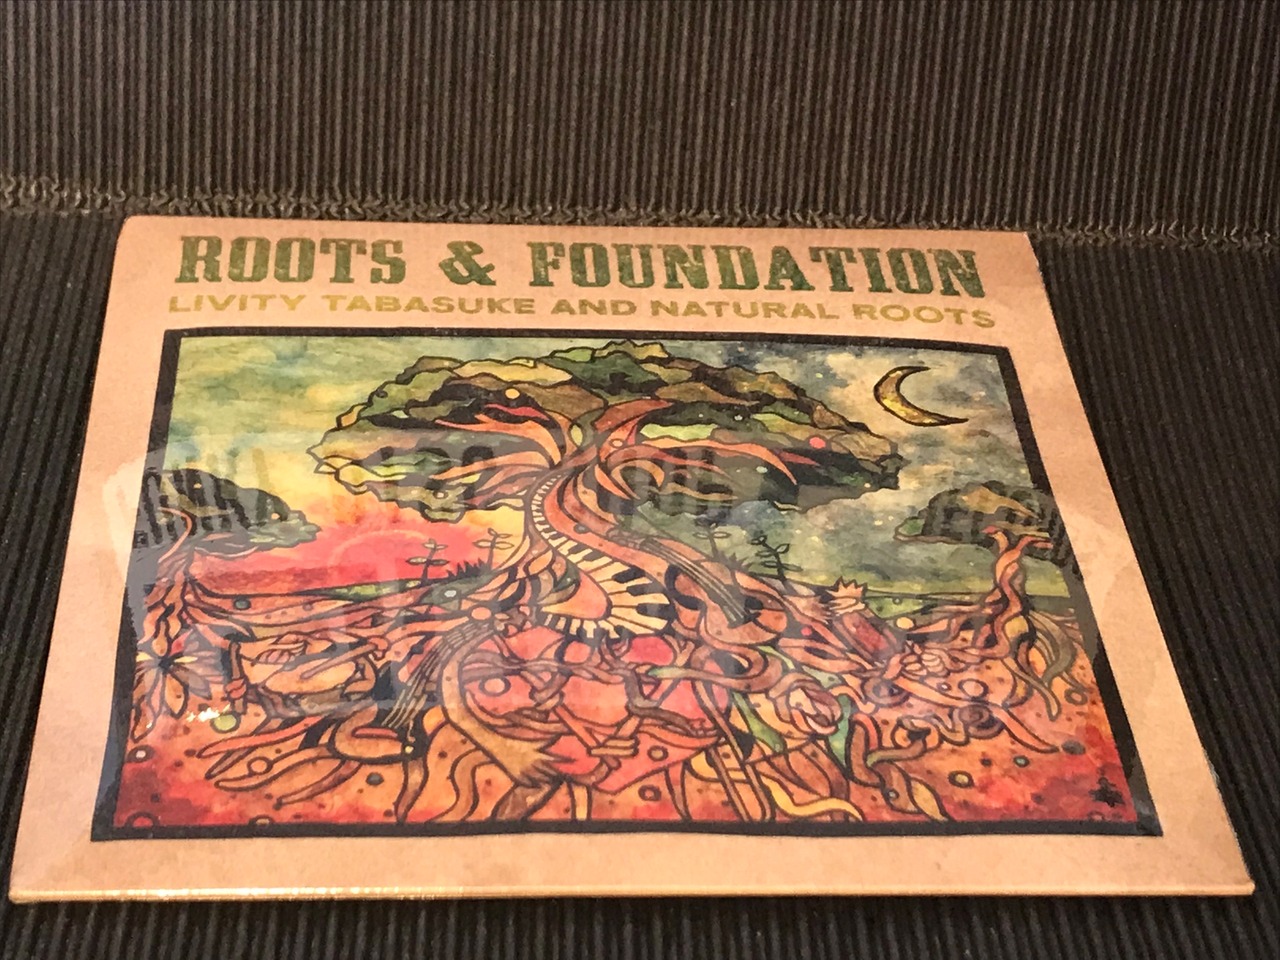 ROOTS & FOUNDATION
LIVITY TABASUKE AND NATURAL ROOTS